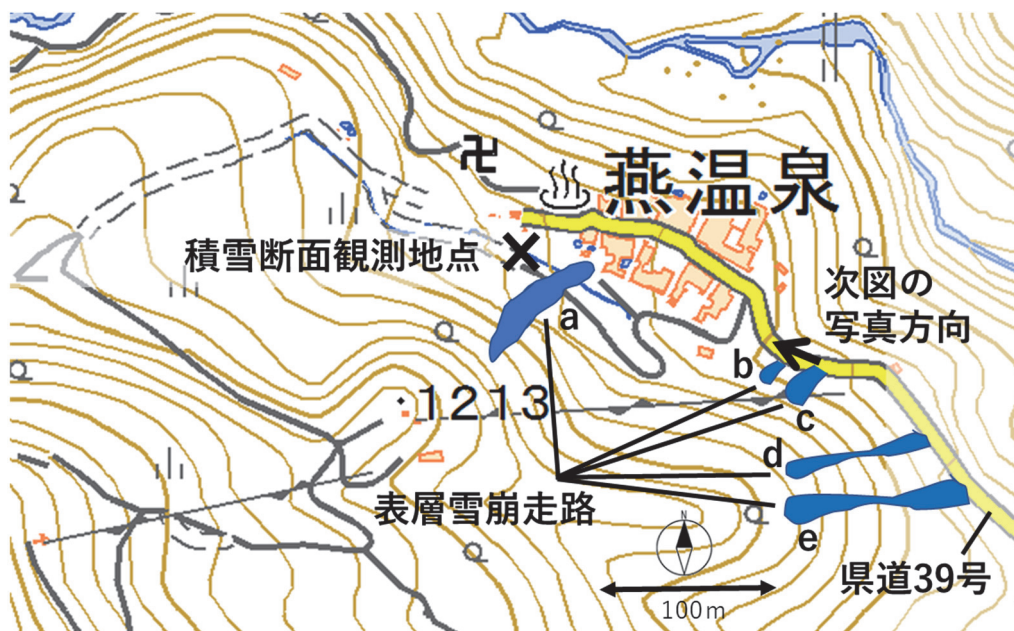 燕温泉
積雪断面観測地点
次図の
写真方向
a
b
1213
c
d
表層雪崩走路
e
N
県道39号
100m